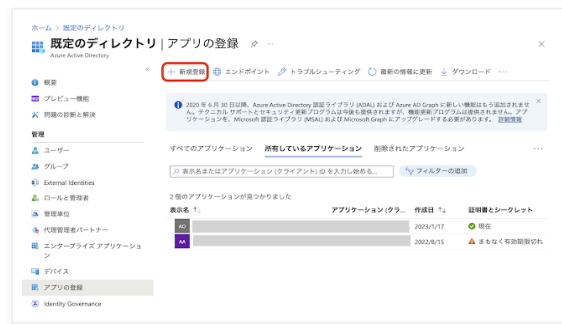 ホーム > 既定のディレクトリ
既定のディレクトリ | アプリの登録
Azure Active Directory
新規登録 エンドポイント トラブルシューティング 最新の情報に更新 ダウンロード
概要
プレビュー機能
問題の診断と解決
管理
ユーザー
グループ
External Identities
ロールと管理者
管理単位
代理管理者パートナー
エンタープライズ アプリケーショ
ン
デバイス
アプリの登録
Identity Governance
2020 年 6 月 30 日以降、Azure Active Directory 認証ライブラリ (ADAL) および Azure AD Graph に新しい機能はもう追加されませ
ん。テクニカル サポートとセキュリティ更新プログラムは今後も提供されますが、機能更新プログラムは提供されません。アプ
リケーションを、Microsoft 認証ライブラリ (MSAL) および Microsoft Graph にアップグレードする必要があります。 詳細情報
すべてのアプリケーション 所有しているアプリケーション 削除されたアプリケーション
表示名またはアプリケーション (クライアント) ID を入力し始める... フィルターの追加
2 個のアプリケーションが見つかりました
表示名 ↑↓ アプリケーション (クラ... 作成日 ↑↓ 証明書とシークレット
AO 2023/1/17 現在
AA 2022/8/15 まもなく有効期限切れ